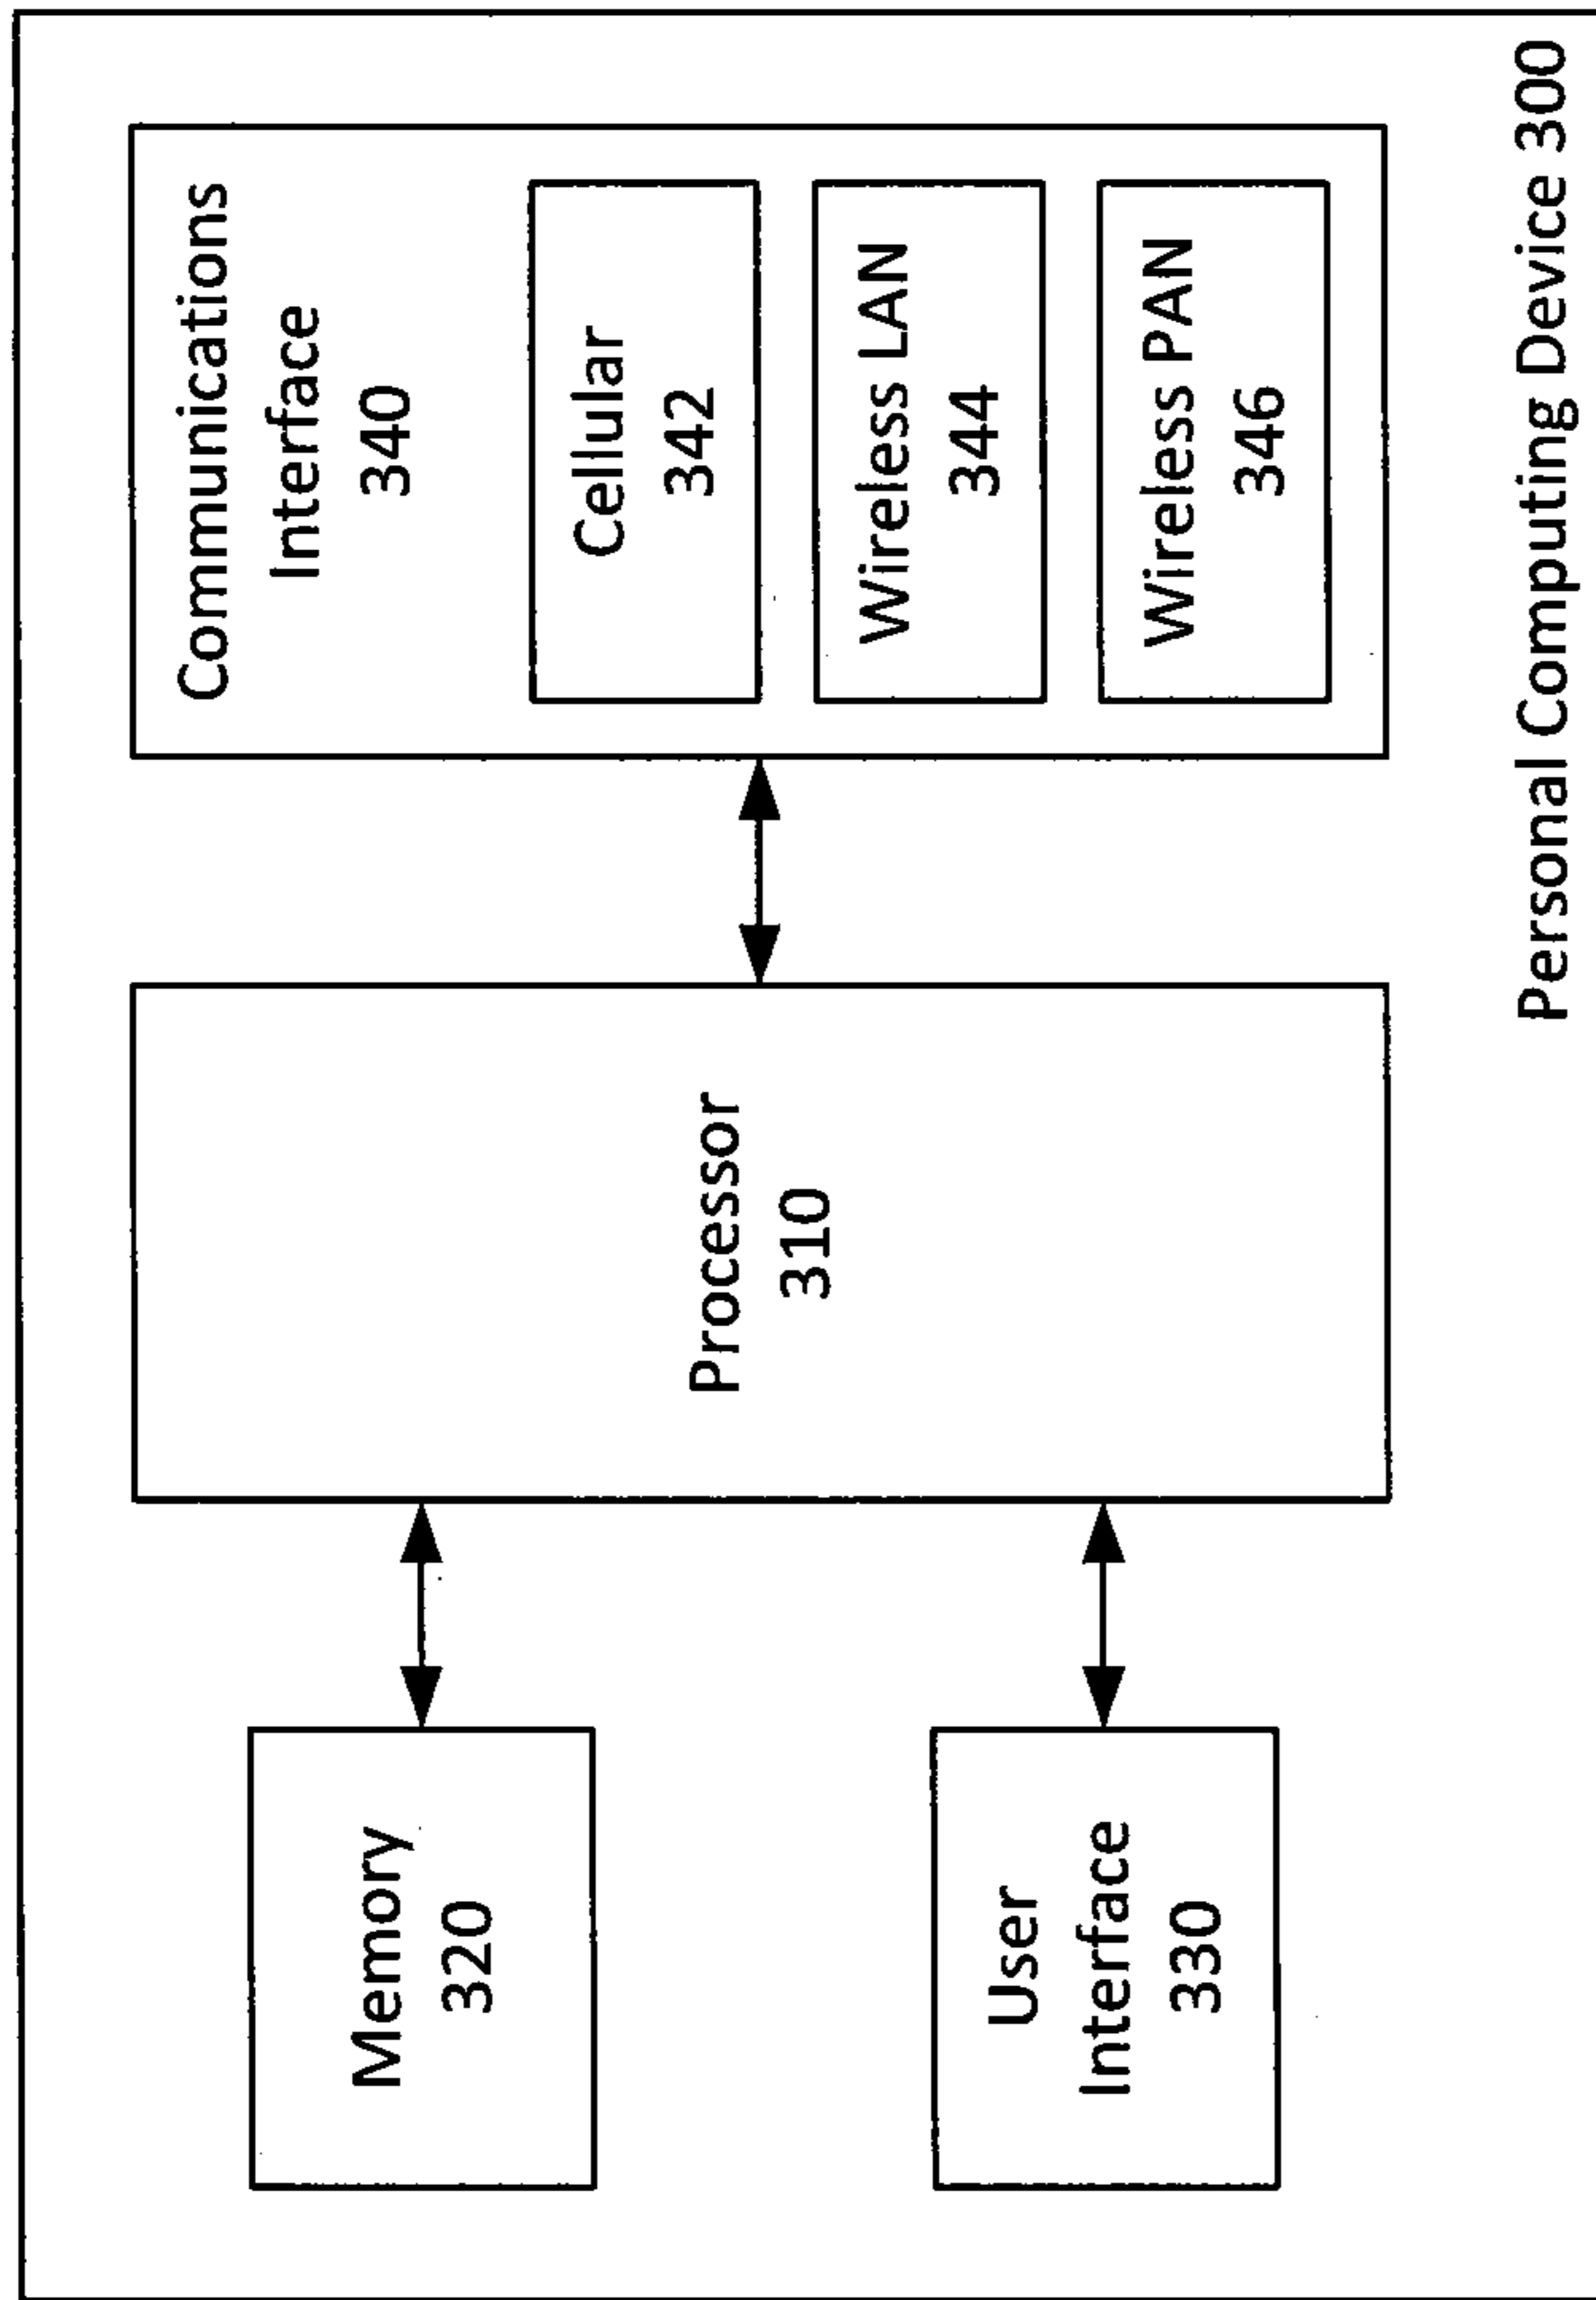 Memory
320
User
Interface
330
Processor
310
Communications
Interface
340
Cellular
342
Wireless LAN
344
Wireless PAN
346
Personal Computing Device 300